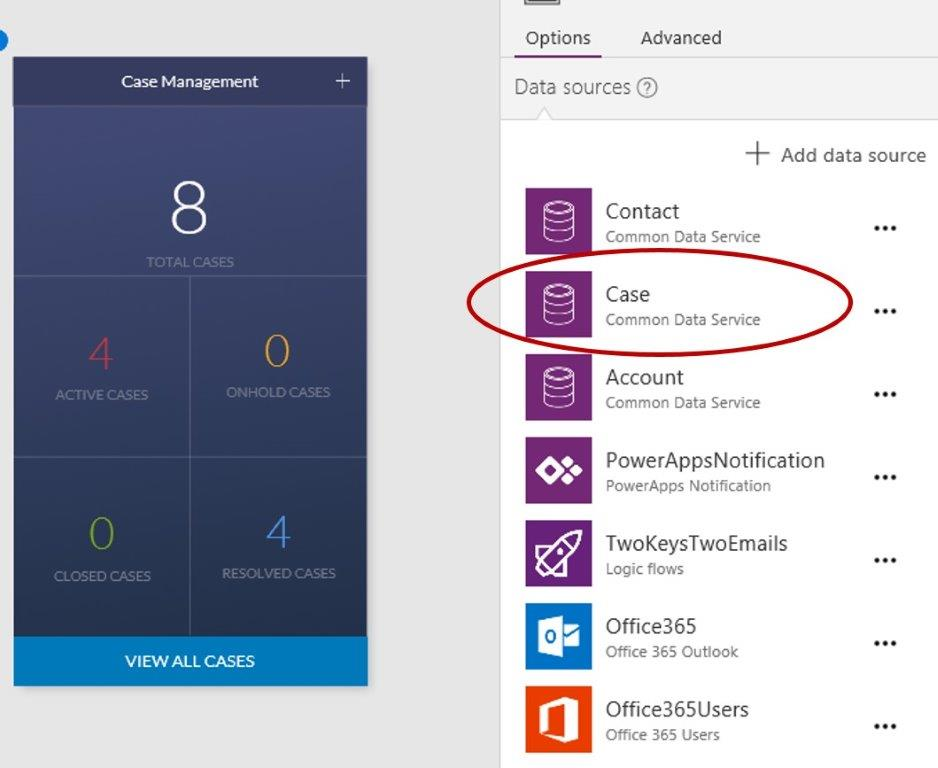 Case Management +
8
TOTAL CASES
4
ACTIVE CASES
0
ONHOLD CASES
0
CLOSED CASES
4
RESOLVED CASES
VIEW ALL CASES
Options Advanced
Data sources ?
+ Add data source
Contact
Common Data Service
Case
Common Data Service
Account
Common Data Service
PowerAppsNotification
PowerApps Notification
TwoKeysTwoEmails
Logic flows
Office365
Office 365 Outlook
Office365Users
Office 365 Users